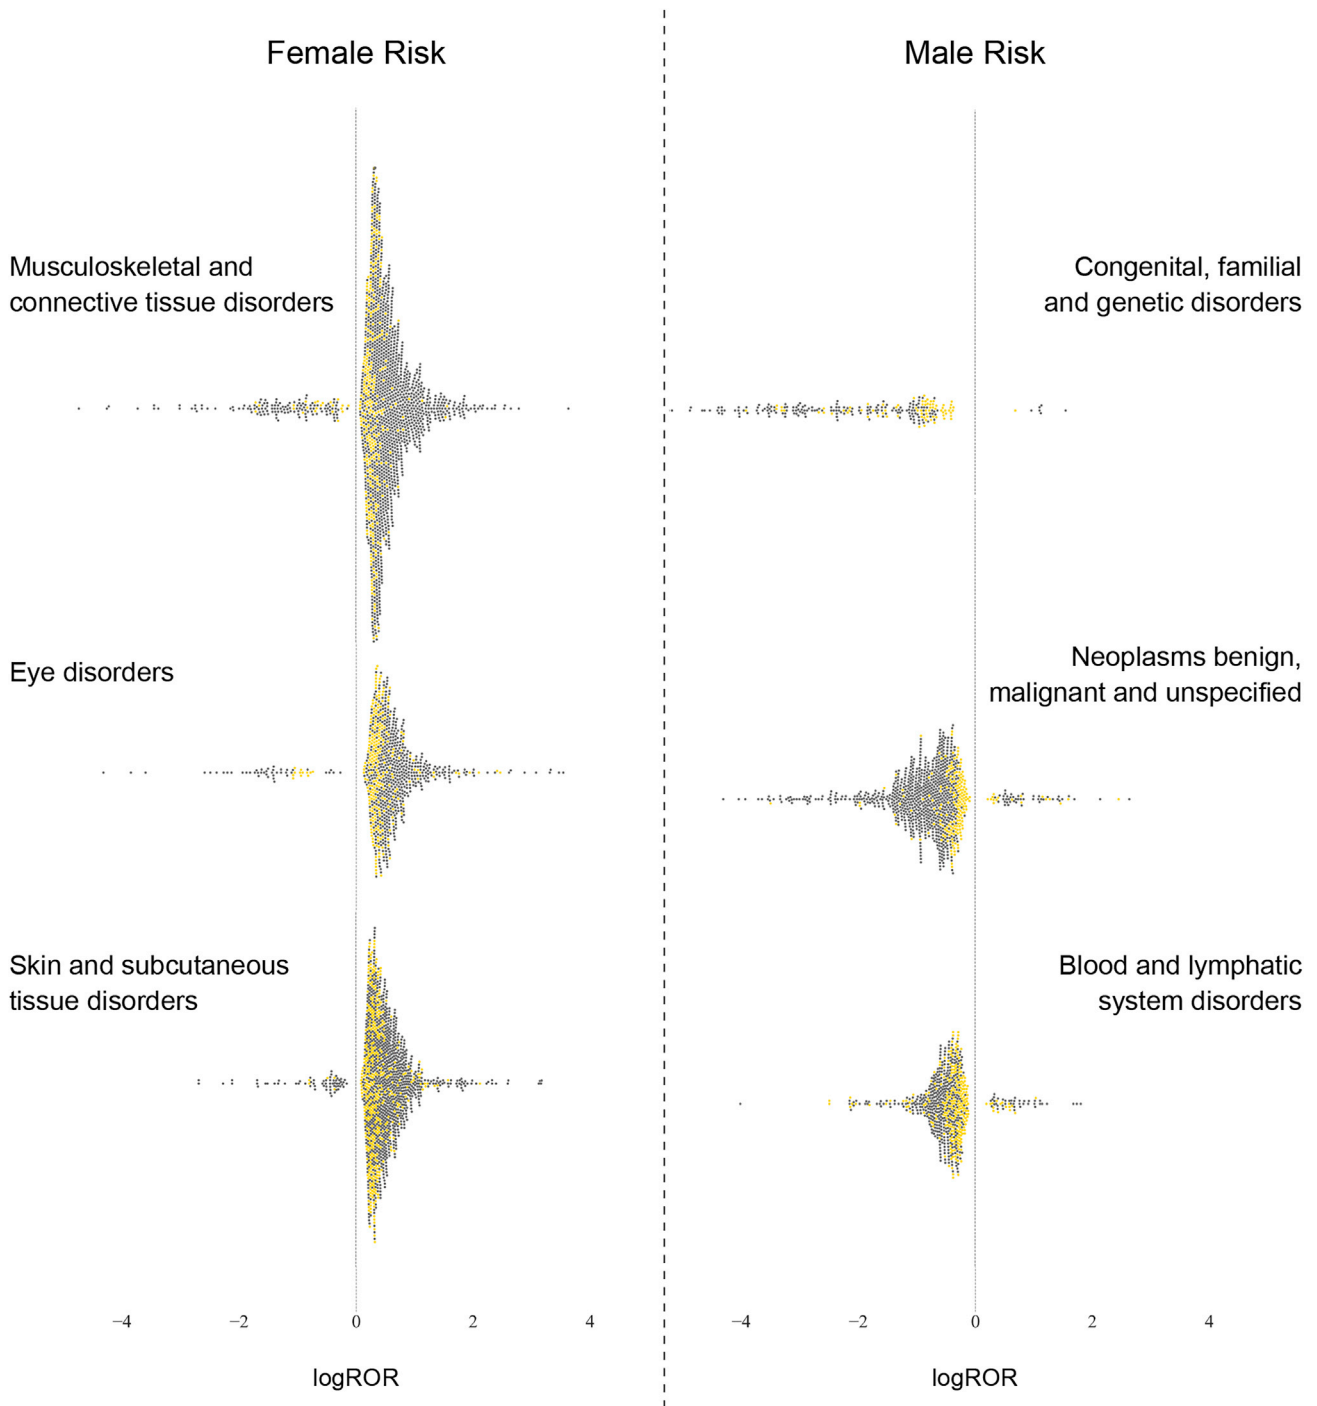 Female Risk
Musculoskeletal and
connective tissue disorders
Eye disorders
Skin and subcutaneous
tissue disorders
−4 −2 0 2 4
logROR
Male Risk
Congenital, familial
and genetic disorders
Neoplasms benign,
malignant and unspecified
Blood and lymphatic
system disorders
−4 −2 0 2 4
logROR